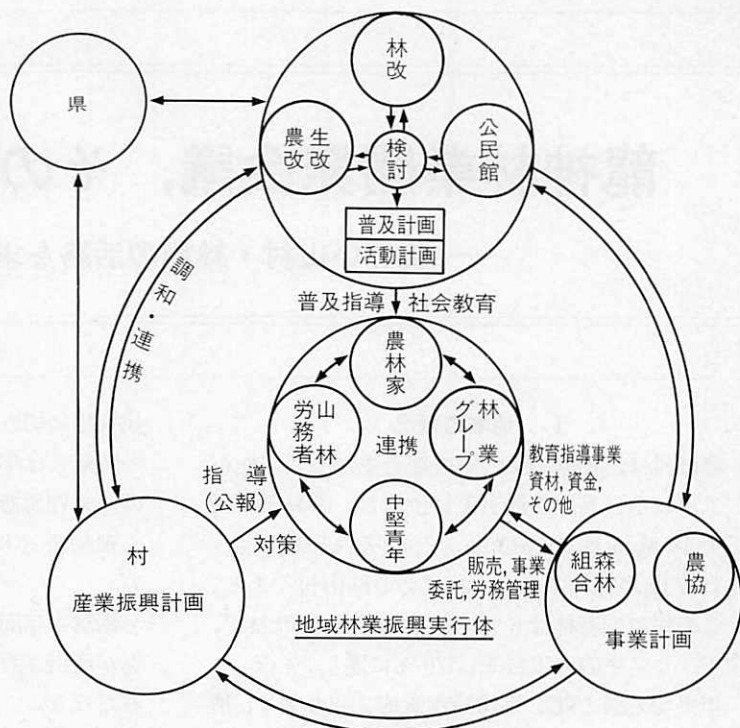 林改
県
農改
生改
検討
公民館
普及計画
活動計画
調和・連携
普及指導
社会教育
農林家
山林労務者
連携
林業グループ
中堅青年
指導
(公報)
対策
教育指導事業
資材,資金,
その他
販売,事業
委託,労務管理
村
産業振興計画
森林組合
農協
事業計画
地域林業振興実行体